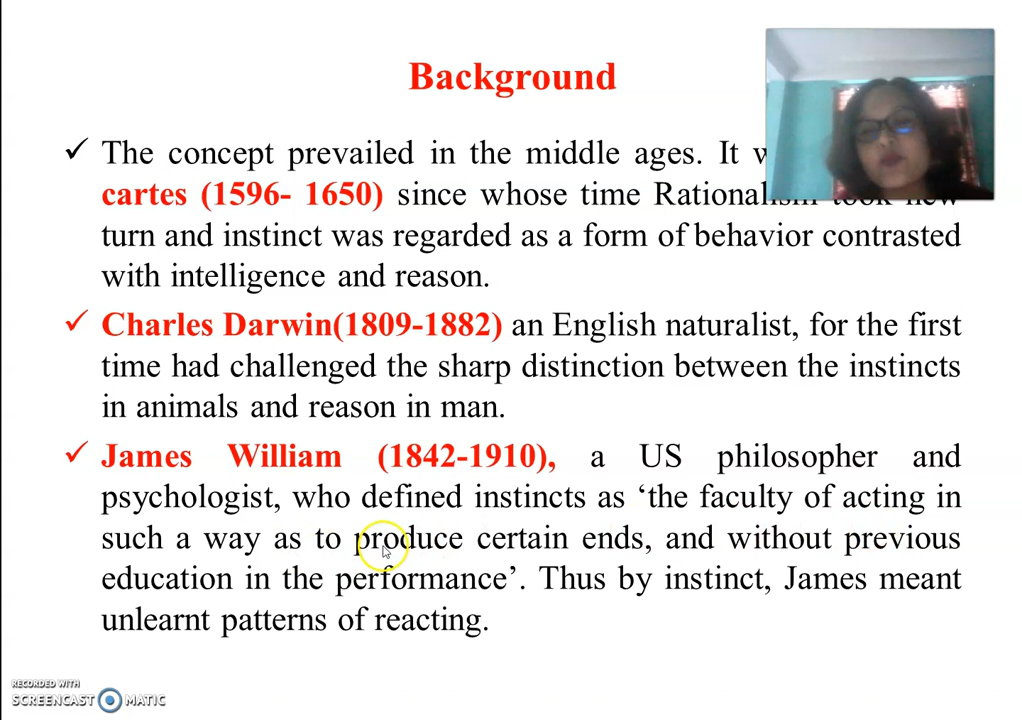 Background
✓ The concept prevailed in the middle ages. It
cartes (1596- 1650) since whose time Rationalism took new
turn and instinct was regarded as a form of behavior contrasted
with intelligence and reason.
✓ Charles Darwin(1809-1882) an English naturalist, for the first
time had challenged the sharp distinction between the instincts
in animals and reason in man.
✓ James William (1842-1910), a US philosopher and
psychologist, who defined instincts as ‘the faculty of acting in
such a way as to produce certain ends, and without previous
education in the performance’. Thus by instinct, James meant
unlearnt patterns of reacting.
RECORDED WITH
SCREENCAST MATIC